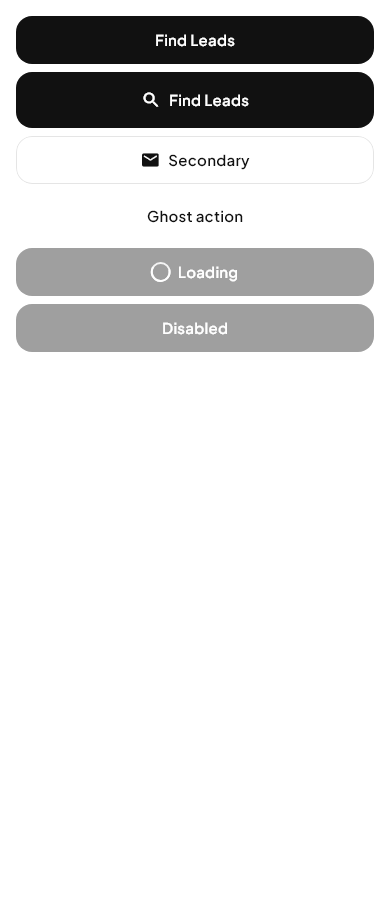 Find Leads
Find Leads
Secondary
Ghost action
Loading
Disabled